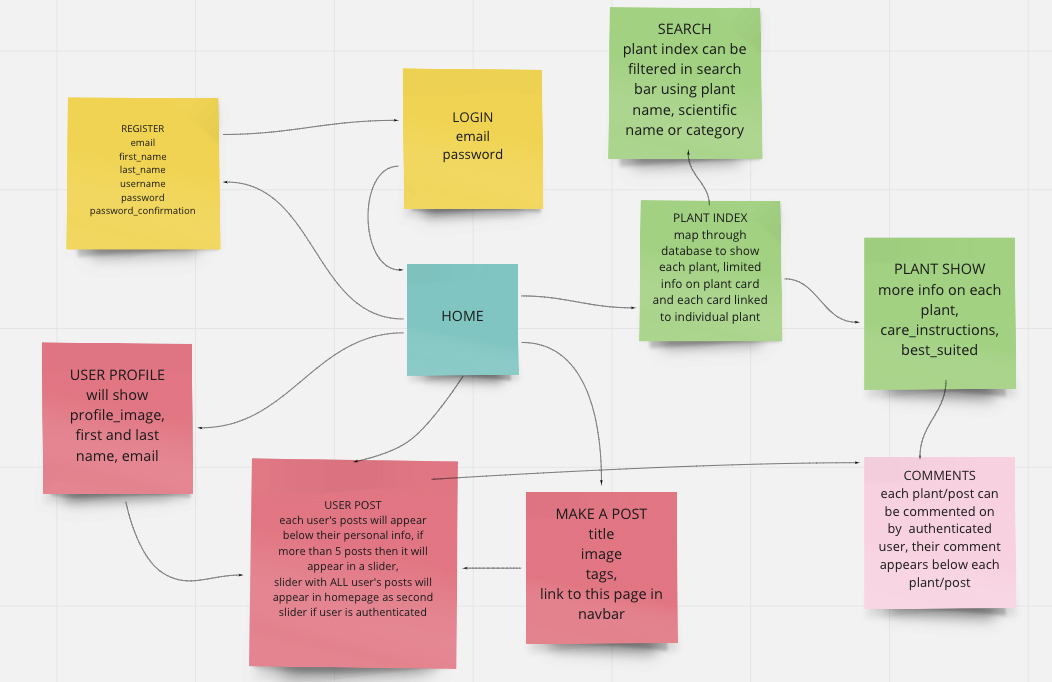 REGISTER
email
first_name
last_name
username
password
password_confirmation
LOGIN
email
password
SEARCH
plant index can be
filtered in search
bar using plant
name, scientific
name or category
HOME
PLANT INDEX
map through
database to show
each plant, limited
info on plant card
and each card linked
to individual plant
PLANT SHOW
more info on each
plant,
care_instructions,
best_suited
USER PROFILE
will show
profile_image,
first and last
name, email
USER POST
each user's posts will appear
below their personal info, if
more than 5 posts then it will
appear in a slider,
slider with ALL user's posts will
appear in homepage as second
slider if user is authenticated
MAKE A POST
title
image
tags,
link to this page in
navbar
COMMENTS
each plant/post can
be commented on
by authenticated
user, their comment
appears below each
plant/post